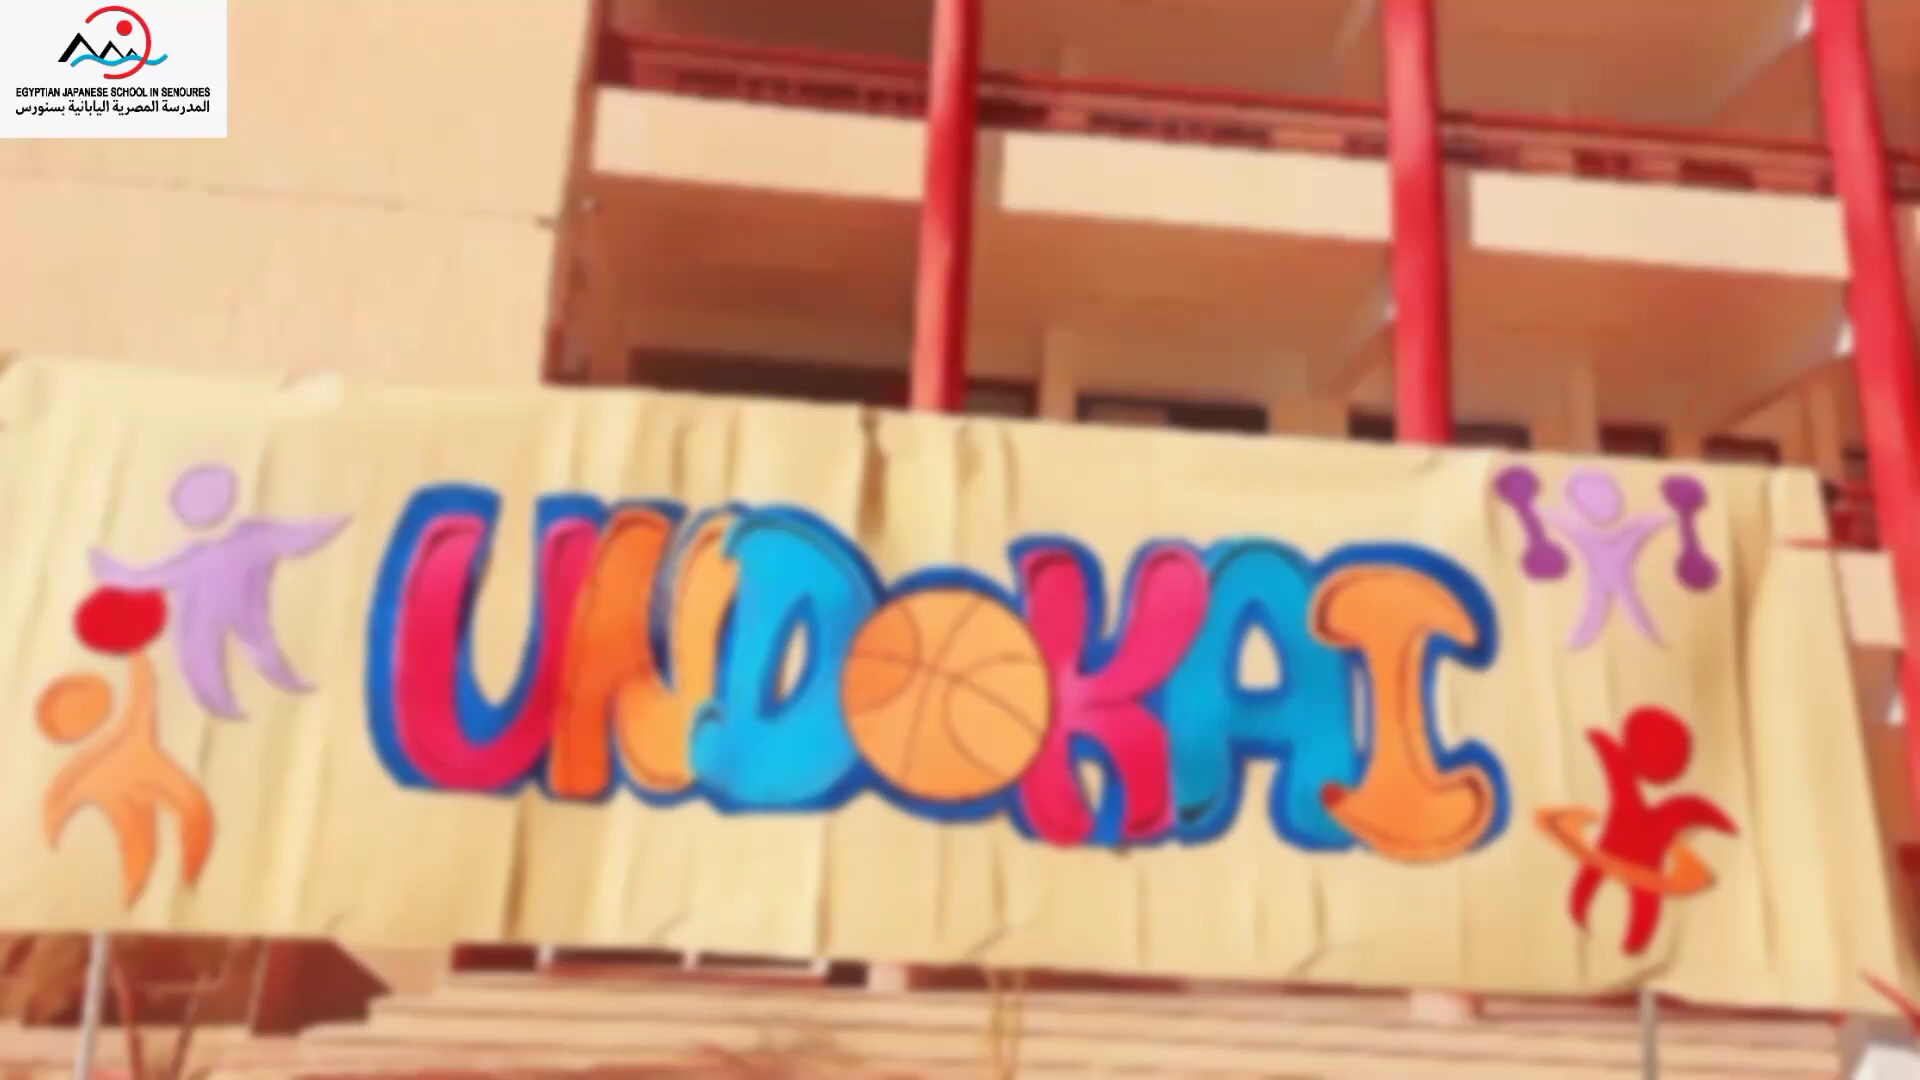 EGYPTIAN JAPANESE SCHOOL IN SENOURES
المدرسة المصرية اليابانية بسنورس
UNDOKAI